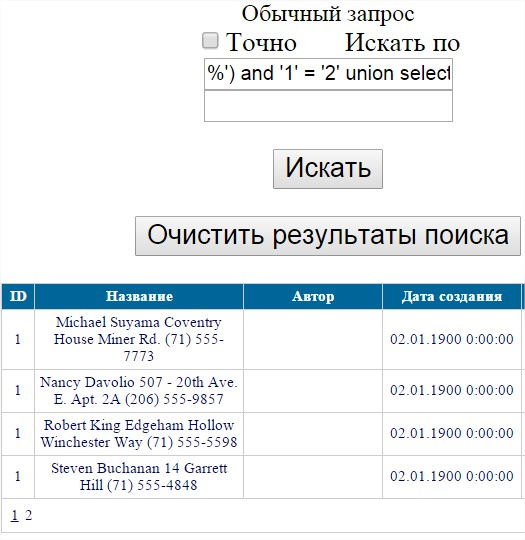 Обычный запрос
Точно Искать по
%') and '1' = '2' union select
Искать
Очистить результаты поиска
ID Название Автор Дата создания
1 Michael Suyama Coventry House Miner Rd. (71) 555-7773 02.01.1900 0:00:00
1 Nancy Davolio 507 - 20th Ave. E. Apt. 2A (206) 555-9857 02.01.1900 0:00:00
1 Robert King Edgeham Hollow Winchester Way (71) 555-5598 02.01.1900 0:00:00
1 Steven Buchanan 14 Garrett Hill (71) 555-4848 02.01.1900 0:00:00
1 2